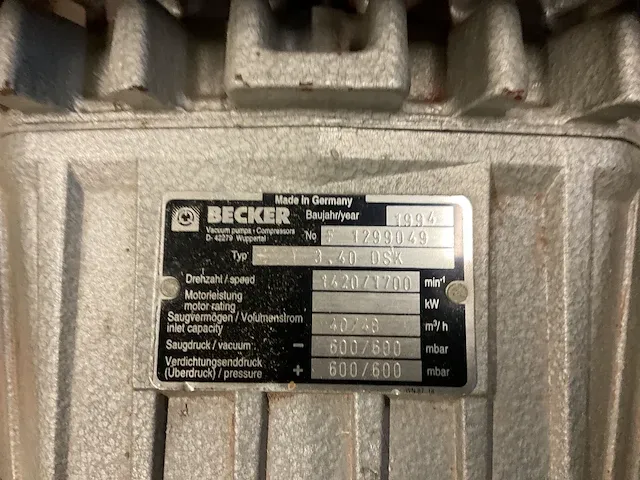 Made in Germany
BECKER
Baujahr/year 1994
Vacuum pumps · Compressors
D- 42279 Wuppertal
No F 1299049
Typ .40 DSK
Drehzahl / speed 1420/1700 min-1
Motorleistung
motor rating kW
Saugvermögen / Volumenstrom
inlet capacity 40/48 m³/h
Saugdruck / vacuum − 600/600 mbar
Verdichtungsenddruck
(Überdruck) / pressure + 600/600 mbar